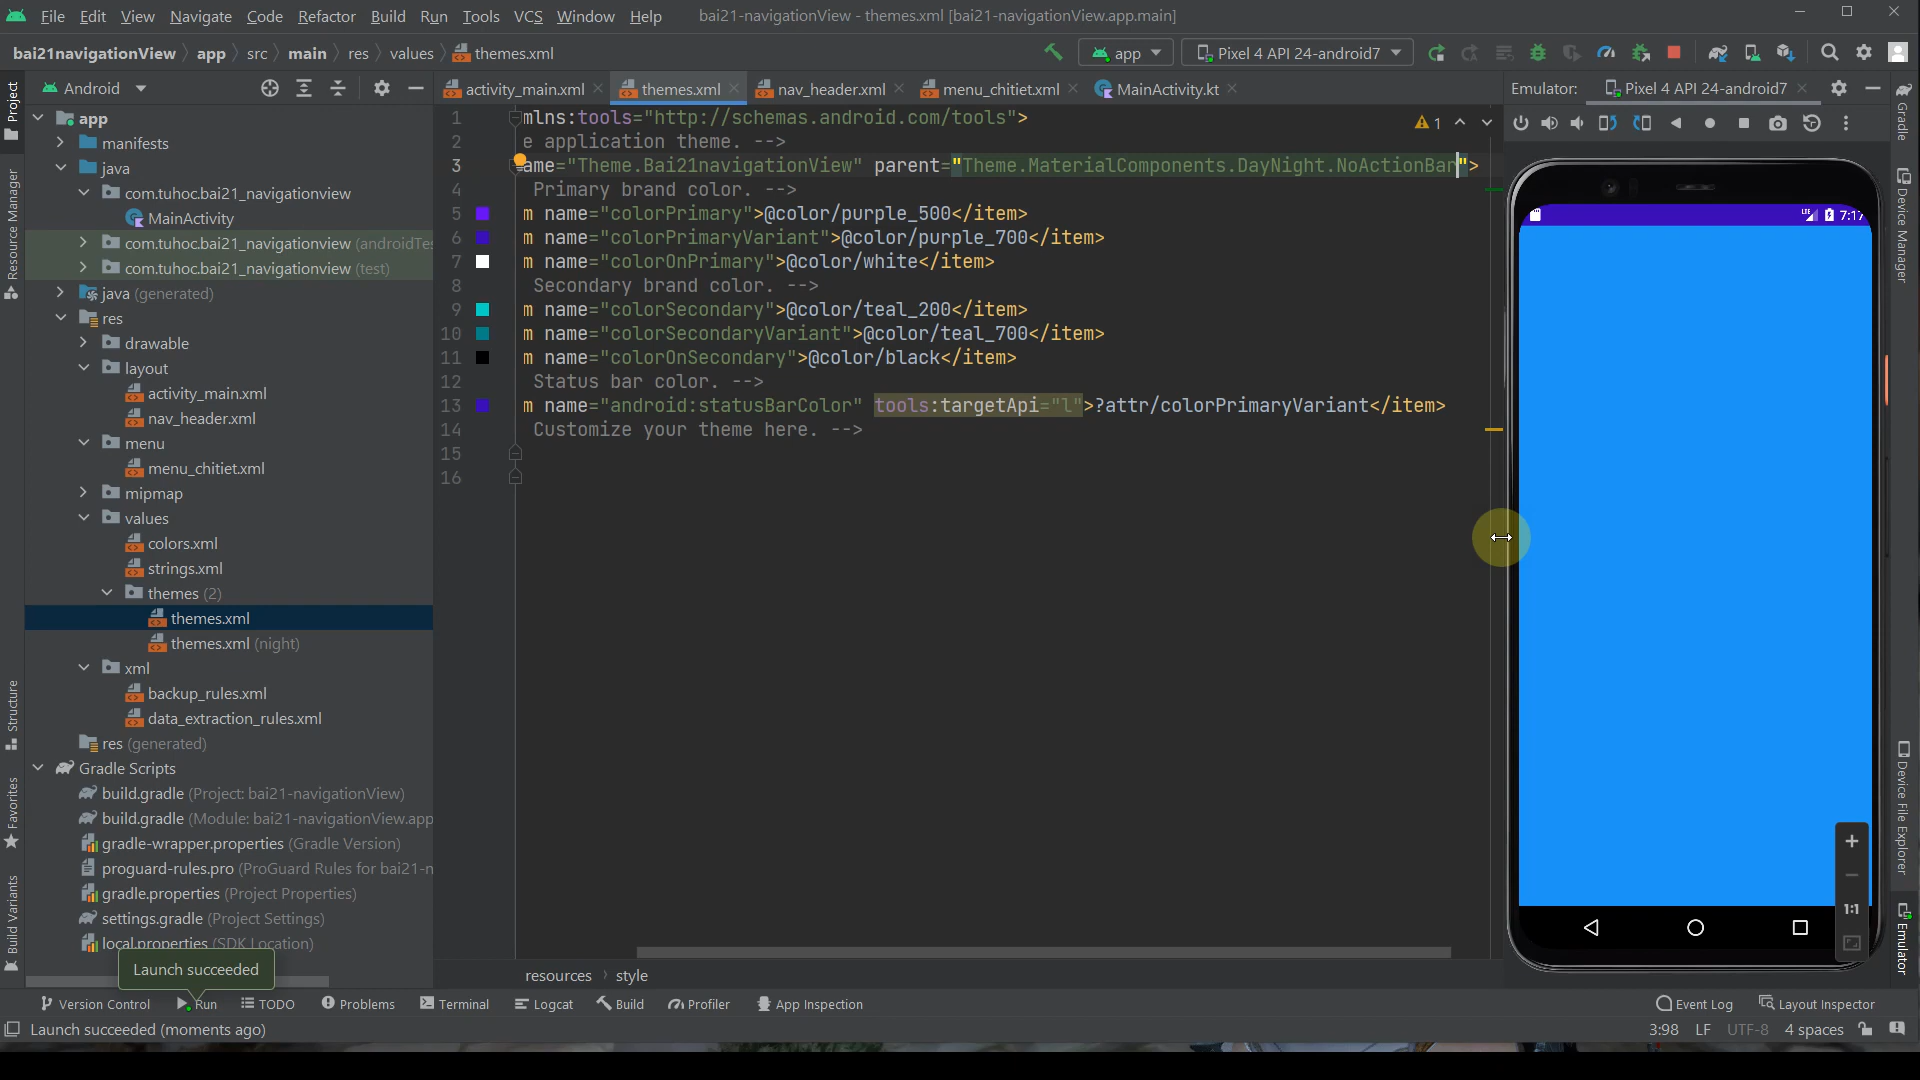 File Edit View Navigate Code Refactor Build Run Tools VCS Window Help bai21-navigationView - themes.xml [bai21-navigationView.app.main]
bai21navigationView app src main res values themes.xml app Pixel 4 API 24-android7
Android activity_main.xml themes.xml nav_header.xml menu_chitiet.xml MainActivity.kt Emulator: Pixel 4 API 24-android7
Project
Resource Manager
Structure
Favorites
Build Variants
app
manifests
java
com.tuhoc.bai21_navigationview
MainActivity
com.tuhoc.bai21_navigationview (androidTes
com.tuhoc.bai21_navigationview (test)
java (generated)
res
drawable
layout
activity_main.xml
nav_header.xml
menu
menu_chitiet.xml
mipmap
values
colors.xml
strings.xml
themes (2)
themes.xml
themes.xml (night)
xml
backup_rules.xml
data_extraction_rules.xml
res (generated)
Gradle Scripts
build.gradle (Project: bai21-navigationView)
build.gradle (Module: bai21-navigationView.app
gradle-wrapper.properties (Gradle Version)
proguard-rules.pro (ProGuard Rules for bai21-n
gradle.properties (Project Properties)
settings.gradle (Project Settings)
local.properties (SDK Location)
Launch succeeded
1 mlns:tools="http://schemas.android.com/tools"> 1
2 e application theme. -->
3 ame="Theme.Bai21navigationView" parent="Theme.MaterialComponents.DayNight.NoActionBar">
4 Primary brand color. -->
5 m name="colorPrimary">@color/purple_500</item>
6 m name="colorPrimaryVariant">@color/purple_700</item>
7 m name="colorOnPrimary">@color/white</item>
8 Secondary brand color. -->
9 m name="colorSecondary">@color/teal_200</item>
10 m name="colorSecondaryVariant">@color/teal_700</item>
11 m name="colorOnSecondary">@color/black</item>
12 Status bar color. -->
13 m name="android:statusBarColor" tools:targetApi="l">?attr/colorPrimaryVariant</item>
14 Customize your theme here. -->
15
16
resources style
LTE 7:17
1:1
Gradle
Device Manager
Device File Explorer
Emulator
Version Control Run TODO Problems Terminal Logcat Build Profiler App Inspection Event Log Layout Inspector
Launch succeeded (moments ago) 3:98 LF UTF-8 4 spaces